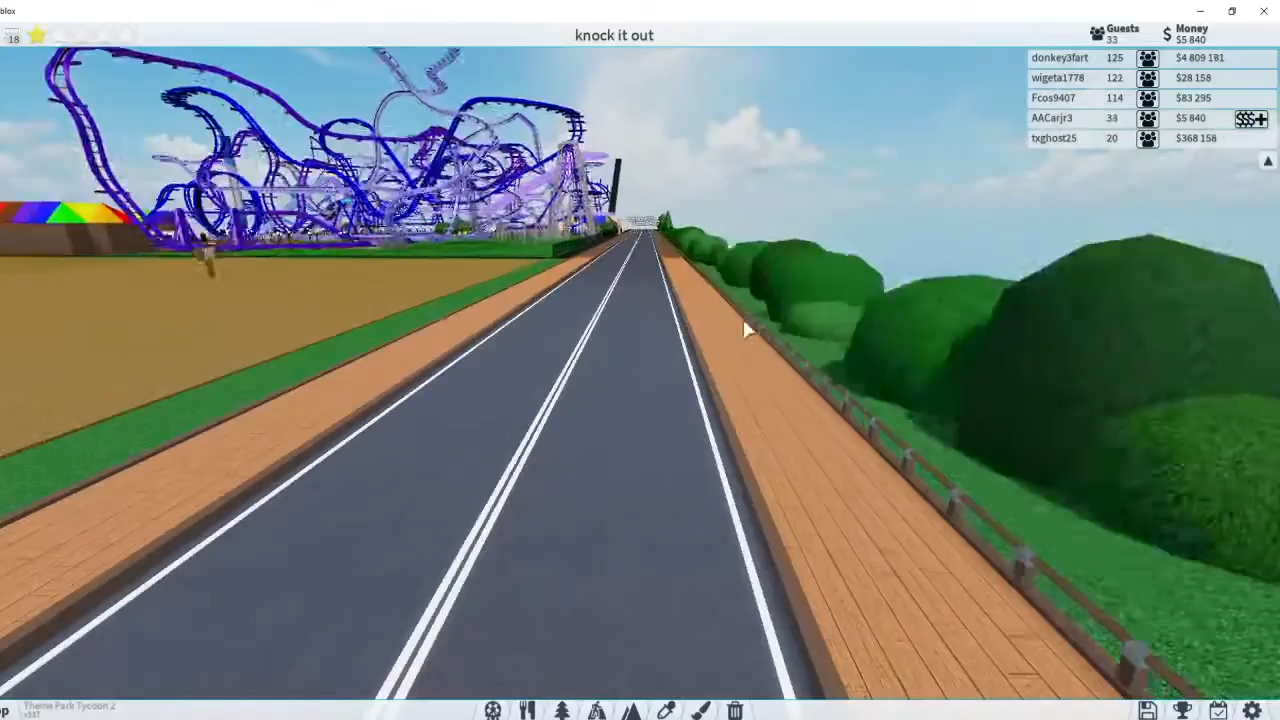 blox
18
knock it out
Guests
33
Money
$5 840
donkey3fart 125 $4 809 181
wigeta1778 122 $28 158
Fcos9407 114 $83 295
AACarjr3 33 $5 840
txghost25 20 $368 158
op
Theme Park Tycoon 2